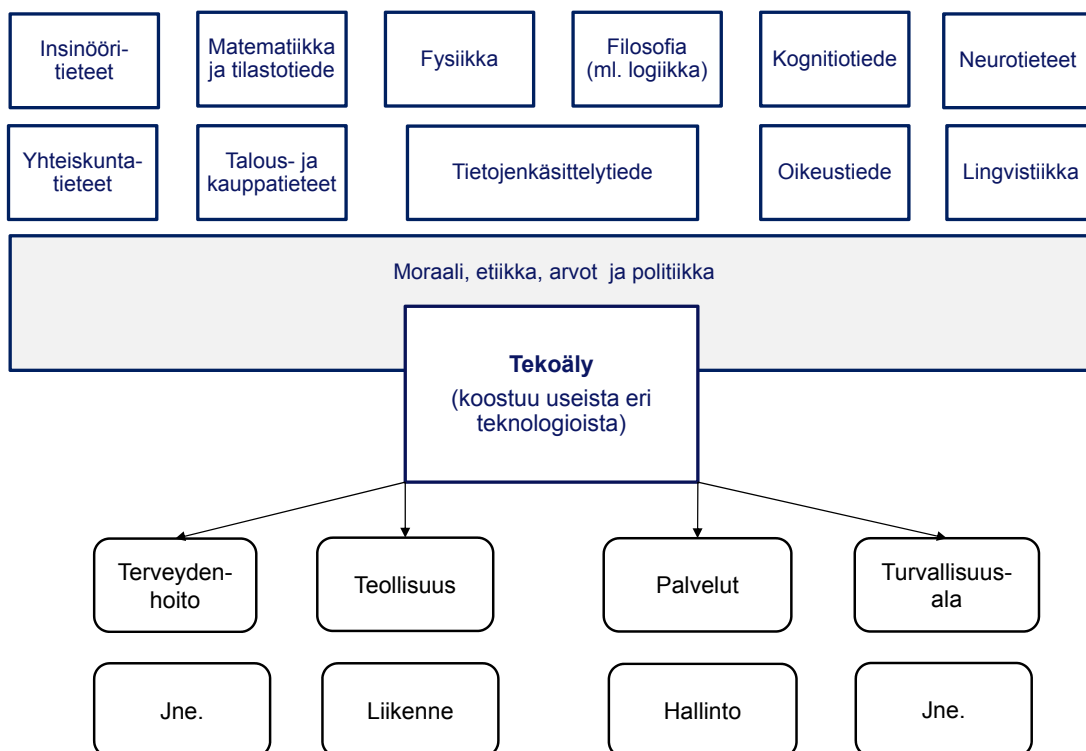 Insinööri-
tieteet
Matematiikka
ja tilastotiede
Fysiikka
Filosofia
(ml. logiikka)
Kognitiotiede
Neurotieteet
Yhteiskunta-
tieteet
Talous- ja
kauppatieteet
Tietojenkäsittelytiede
Oikeustiede
Lingvistiikka
Moraali, etiikka, arvot ja politiikka
Tekoäly
(koostuu useista eri
teknologioista)
Terveyden-
hoito
Teollisuus
Palvelut
Turvallisuus-
ala
Jne.
Liikenne
Hallinto
Jne.